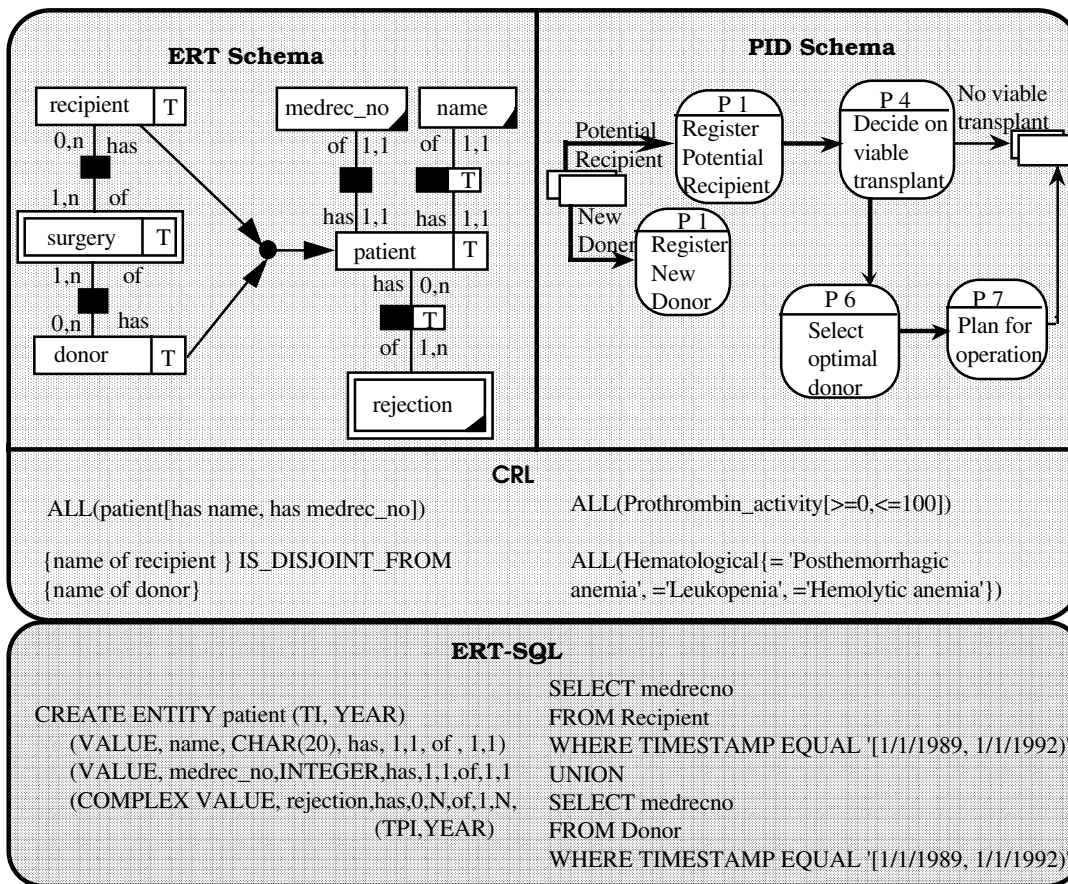 ERT Schema
recipient T
0,n has
1,n of
surgery T
1,n of
0,n has
donor T
medrec_no
of 1,1
has 1,1
name
of 1,1
T
has 1,1
patient T
has 0,n
T
of 1,n
rejection
PID Schema
Potential
Recipient
New
Doner
P 1
Register
Potential
Recipient
P 1
Register
New
Donor
P 4
Decide on
viable
transplant
No viable
transplant
P 6
Select
optimal
donor
P 7
Plan for
operation
CRL
ALL(patient[has name, has medrec_no])
{name of recipient } IS_DISJOINT_FROM
{name of donor}
ALL(Prothrombin_activity[>=0,<=100])
ALL(Hematological{= 'Posthemorrhagic
anemia', ='Leukopenia', ='Hemolytic anemia'})
ERT-SQL
CREATE ENTITY patient (TI, YEAR)
(VALUE, name, CHAR(20), has, 1,1, of , 1,1)
(VALUE, medrec_no,INTEGER,has,1,1,of,1,1
(COMPLEX VALUE, rejection,has,0,N,of,1,N,
(TPI,YEAR)
SELECT medrecno
FROM Recipient
WHERE TIMESTAMP EQUAL '[1/1/1989, 1/1/1992)'
UNION
SELECT medrecno
FROM Donor
WHERE TIMESTAMP EQUAL '[1/1/1989, 1/1/1992)'